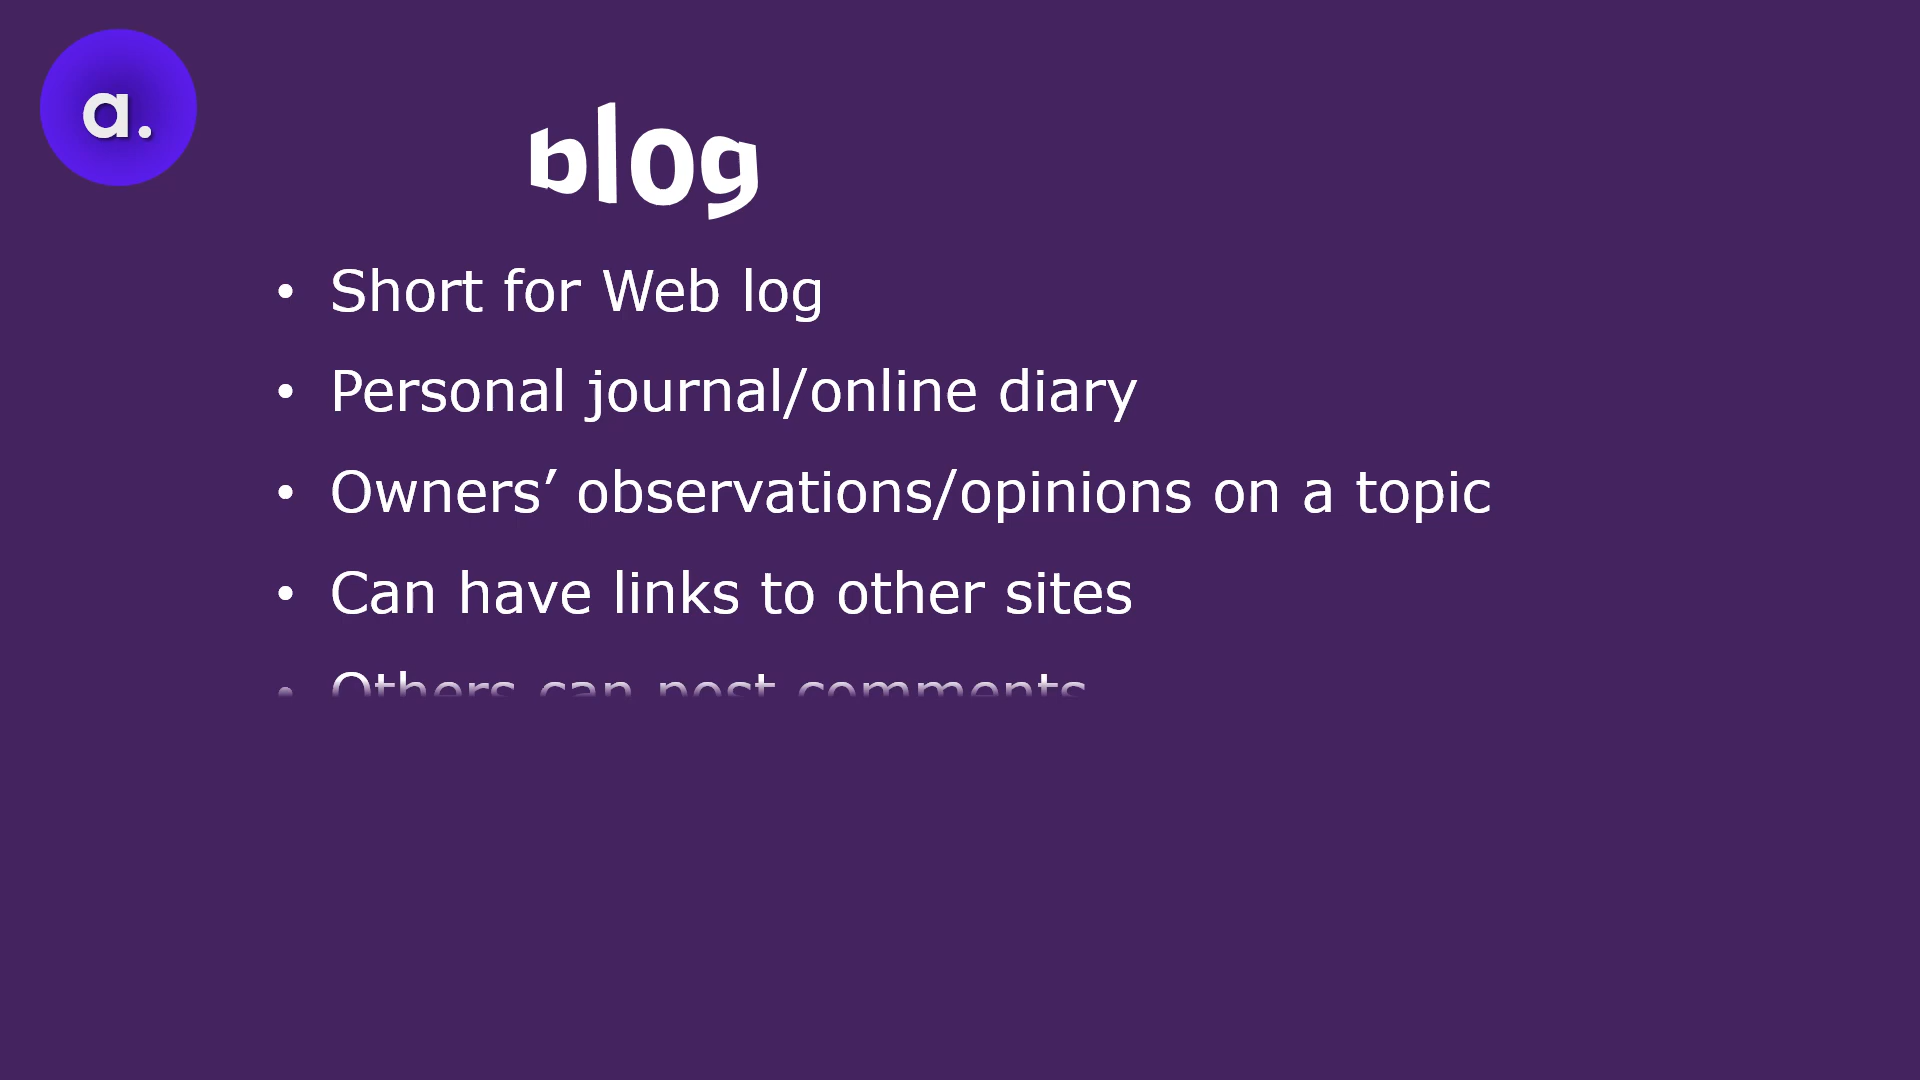 a.
blog
• Short for Web log
• Personal journal/online diary
• Owners’ observations/opinions on a topic
• Can have links to other sites
• Others can post comments